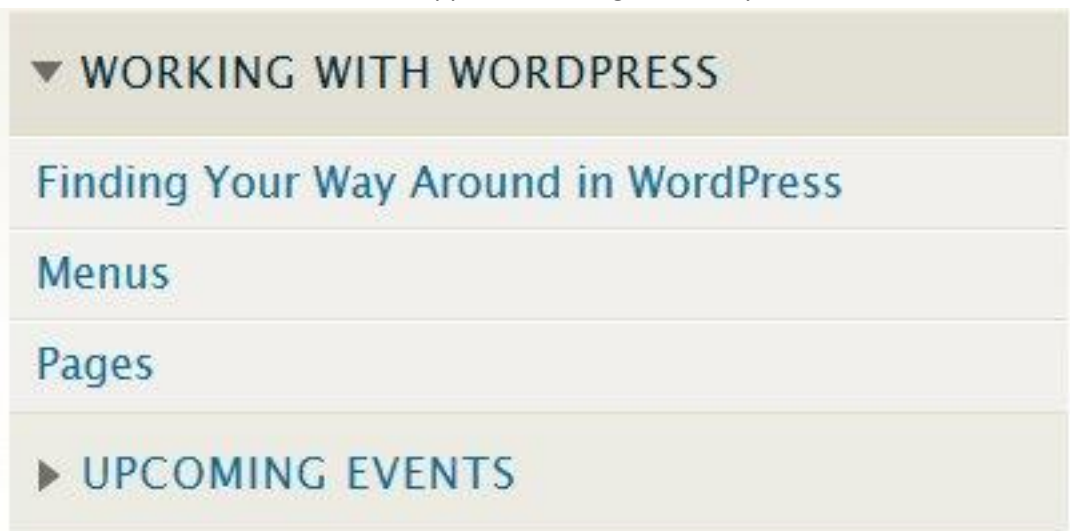 WORKING WITH WORDPRESS
Finding Your Way Around in WordPress
Menus
Pages
UPCOMING EVENTS